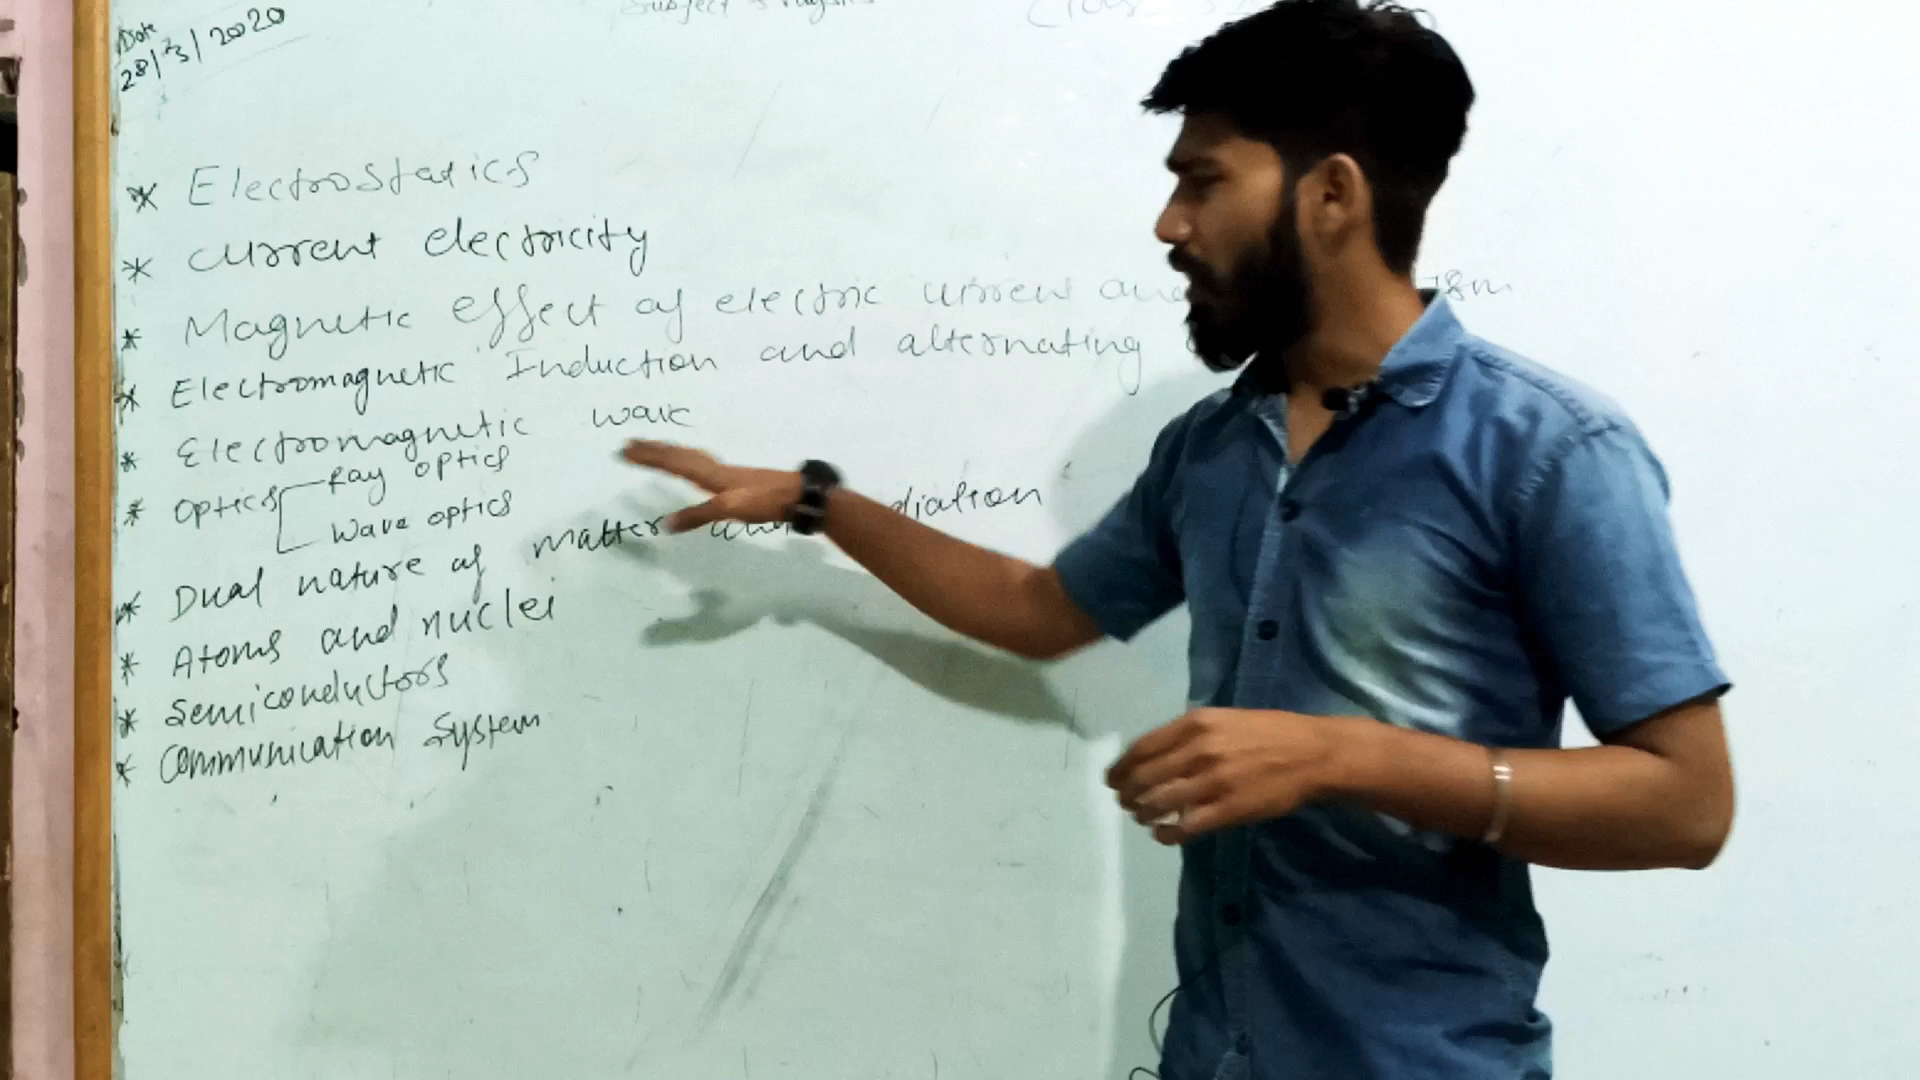 Date
28/3/2020
Subject : Physics
* Electrostatics
* Current electricity
* Magnetic effect of electric current and
* Electromagnetic Induction and alternating
* Electromagnetic wave
* Optics
Ray optics
Wave optics
* Dual nature of matter and
* Atoms and nuclei
* Semiconductors
* Communication System